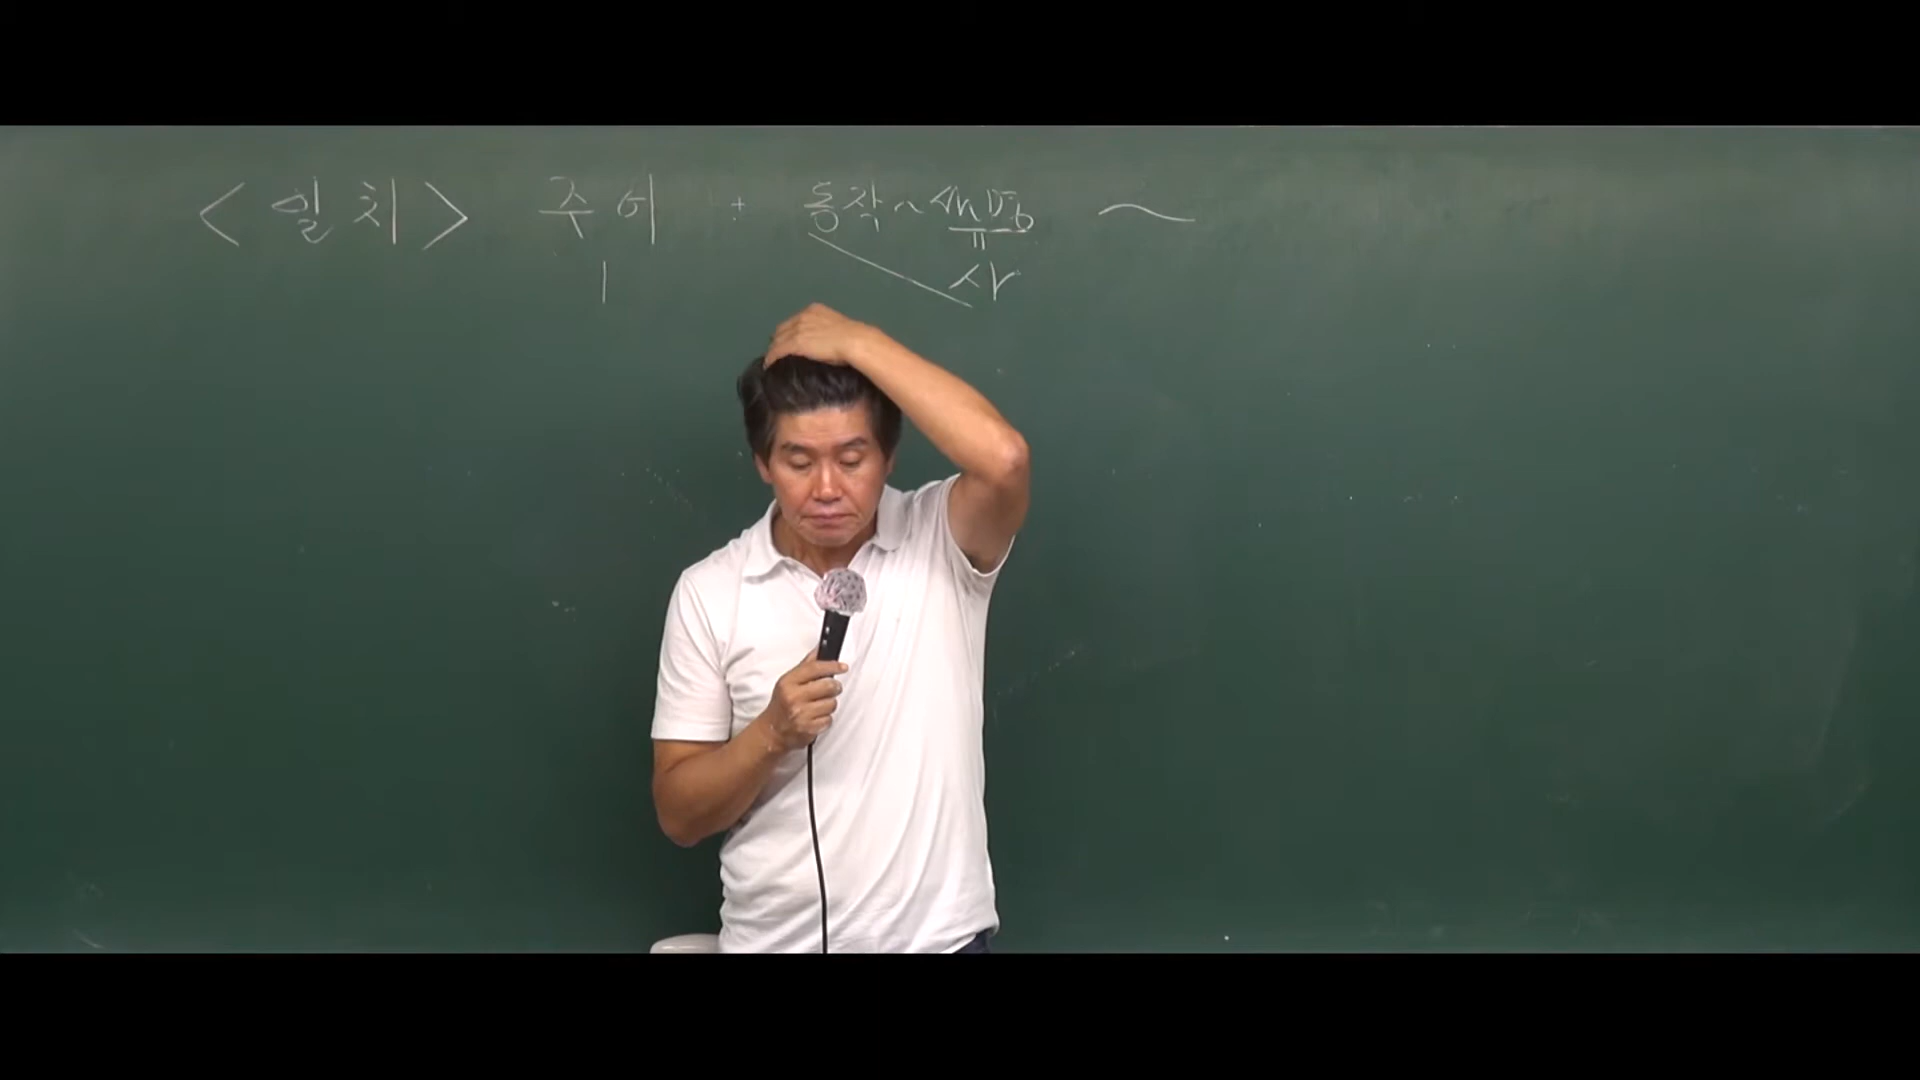 <일치> 주어 + 동작~
사